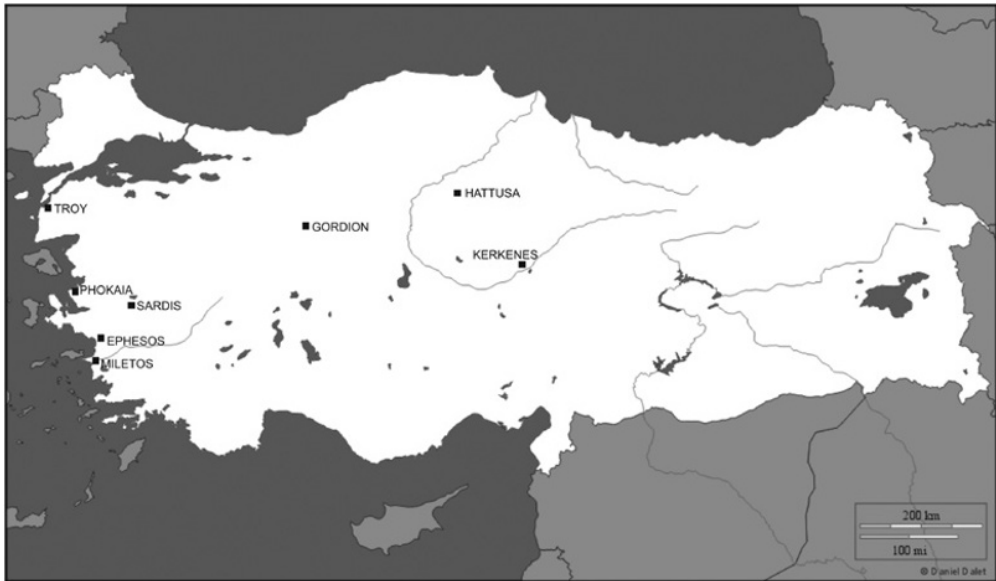 HATTUSA
TROY
GORDION
KERKENES
PHOKAIA
SARDIS
EPHESOS
MILETOS
200 km
100 mi
© Daniel Dalet